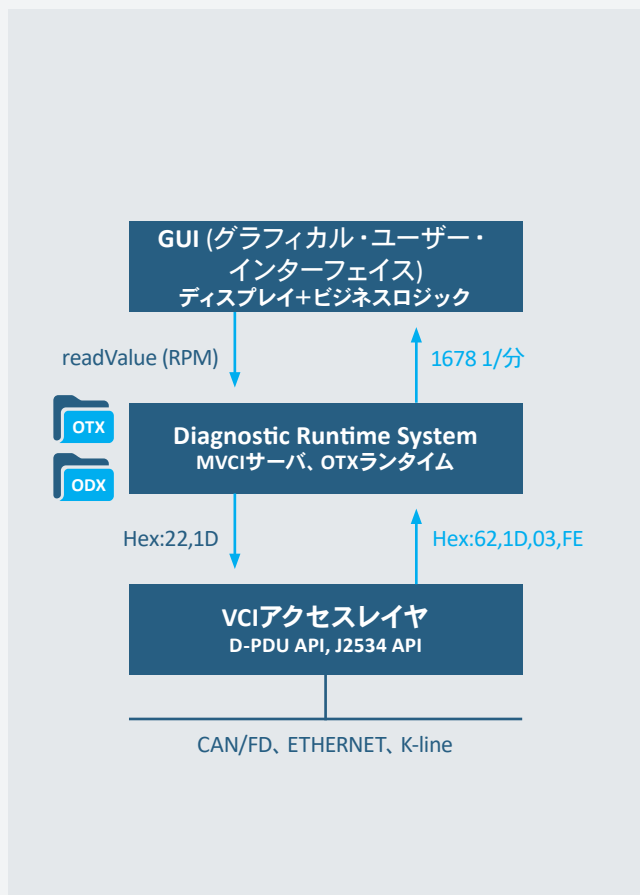 GUI (グラフィカル・ユーザー・
インターフェイス)
ディスプレイ+ビジネスロジック
readValue (RPM)
1678 1/分
OTX
Diagnostic Runtime System
MVCIサーバ、OTXランタイム
ODX
Hex:22,1D
Hex:62,1D,03,FE
VCIアクセスレイヤ
D-PDU API, J2534 API
CAN/FD、ETHERNET、K-line